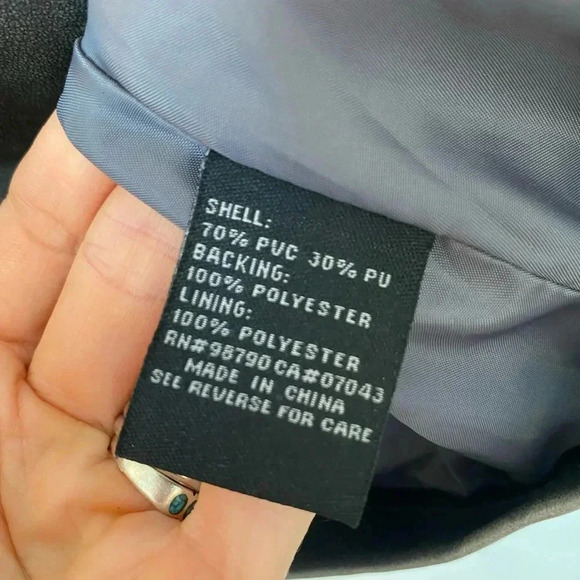 SHELL:
70% PVC 30% PU
BACKING:
100% POLYESTER
LINING:
100% POLYESTER
RN#98790 CA#07043
MADE IN CHINA
SEE REVERSE FOR CARE